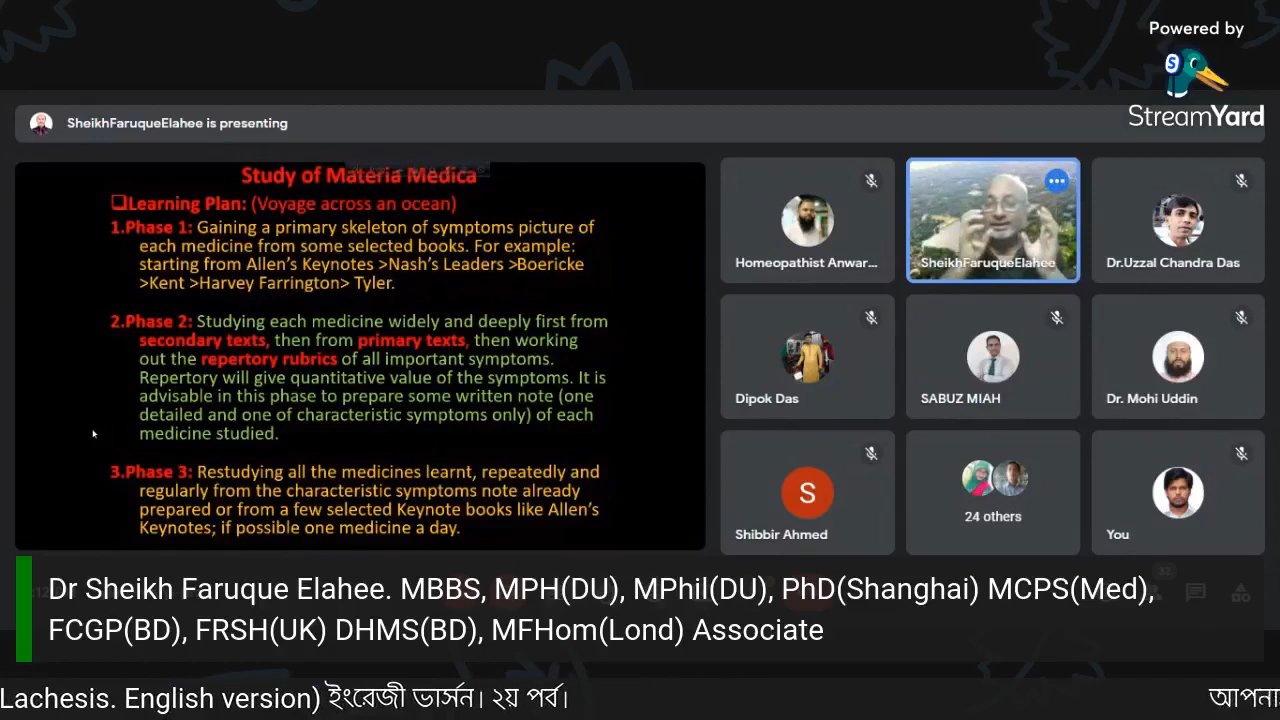 Powered by
StreamYard
SheikhFaruqueElahee is presenting
Study of Materia Medica
❑Learning Plan: (Voyage across an ocean)
1.Phase 1: Gaining a primary skeleton of symptoms picture of
each medicine from some selected books. For example:
starting from Allen’s Keynotes >Nash’s Leaders >Boericke
>Kent >Harvey Farrington> Tyler.
2.Phase 2: Studying each medicine widely and deeply first from
secondary texts, then from primary texts, then working
out the repertory rubrics of all important symptoms.
Repertory will give quantitative value of the symptoms. It is
advisable in this phase to prepare some written note (one
detailed and one of characteristic symptoms only) of each
medicine studied.
3.Phase 3: Restudying all the medicines learnt, repeatedly and
regularly from the characteristic symptoms note already
prepared or from a few selected Keynote books like Allen’s
Keynotes; if possible one medicine a day.
Homeopathist Anwar...
SheikhFaruqueElahee
Dr.Uzzal Chandra Das
Dipok Das
SABUZ MIAH
Dr. Mohi Uddin
S
Shibbir Ahmed
24 others
You
32
Dr Sheikh Faruque Elahee. MBBS, MPH(DU), MPhil(DU), PhD(Shanghai) MCPS(Med),
FCGP(BD), FRSH(UK) DHMS(BD), MFHom(Lond) Associate
Lachesis. English version) ইংরেজী ভার্সন। ২য় পর্ব। আপনা